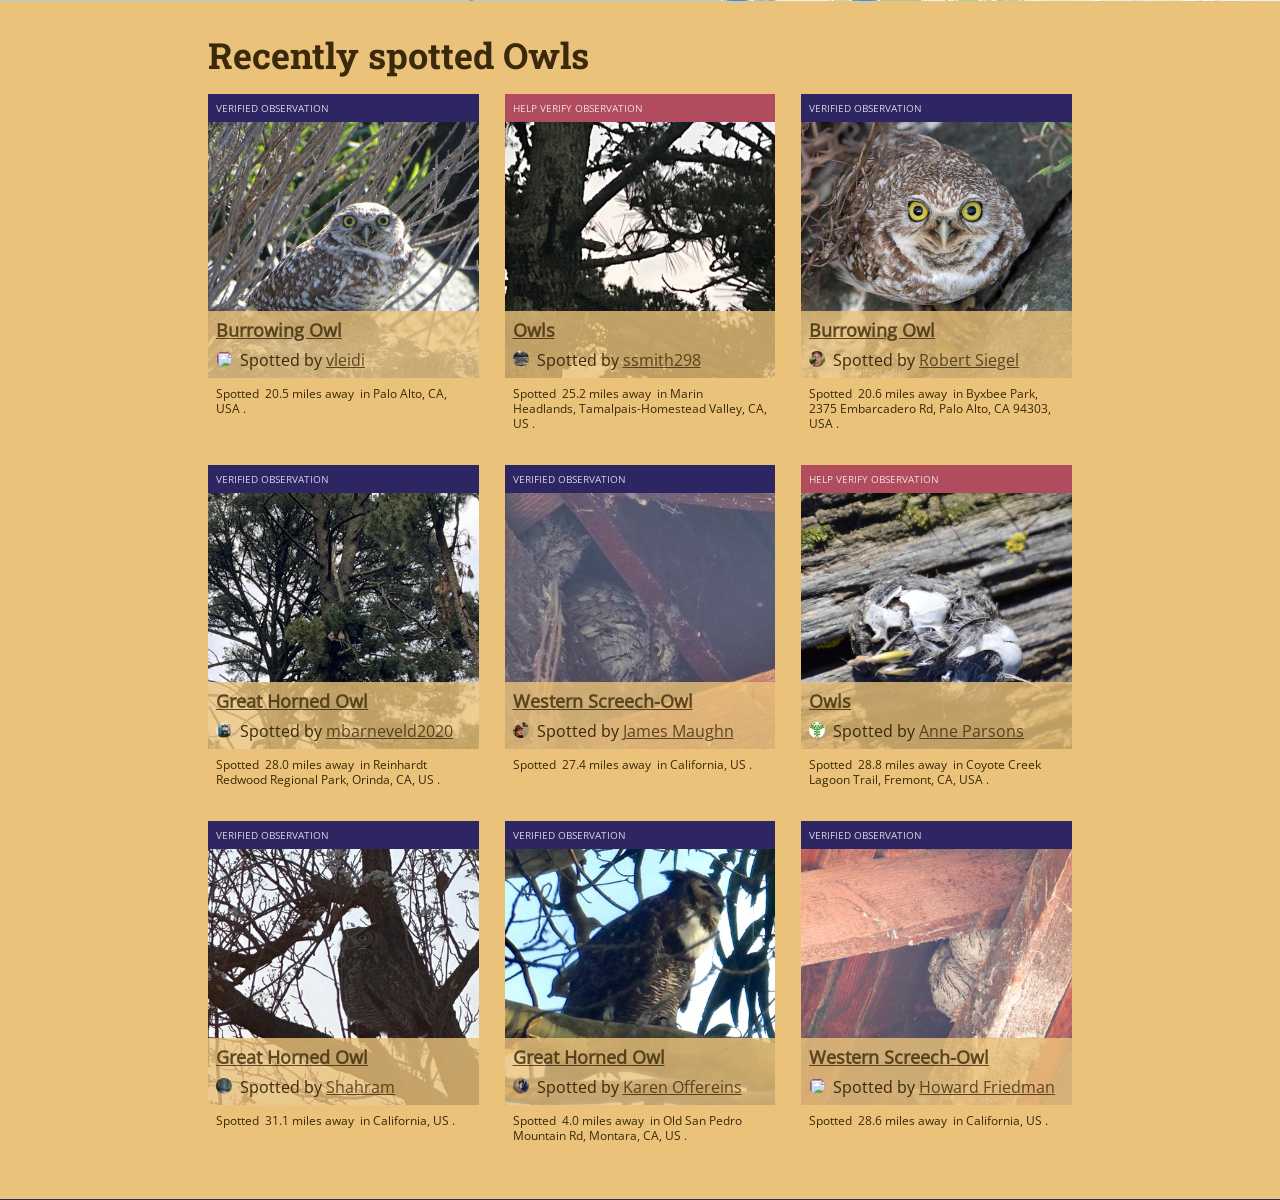 Recently spotted Owls
VERIFIED OBSERVATION
Burrowing Owl
Spotted by vleidi
Spotted 20.5 miles away in Palo Alto, CA,
USA .
HELP VERIFY OBSERVATION
Owls
Spotted by ssmith298
Spotted 25.2 miles away in Marin
Headlands, Tamalpais-Homestead Valley, CA,
US .
VERIFIED OBSERVATION
Burrowing Owl
Spotted by Robert Siegel
Spotted 20.6 miles away in Byxbee Park,
2375 Embarcadero Rd, Palo Alto, CA 94303,
USA .
VERIFIED OBSERVATION
Great Horned Owl
Spotted by mbarneveld2020
Spotted 28.0 miles away in Reinhardt
Redwood Regional Park, Orinda, CA, US .
VERIFIED OBSERVATION
Western Screech-Owl
Spotted by James Maughn
Spotted 27.4 miles away in California, US .
HELP VERIFY OBSERVATION
Owls
Spotted by Anne Parsons
Spotted 28.8 miles away in Coyote Creek
Lagoon Trail, Fremont, CA, USA .
VERIFIED OBSERVATION
Great Horned Owl
Spotted by Shahram
Spotted 31.1 miles away in California, US .
VERIFIED OBSERVATION
Great Horned Owl
Spotted by Karen Offereins
Spotted 4.0 miles away in Old San Pedro
Mountain Rd, Montara, CA, US .
VERIFIED OBSERVATION
Western Screech-Owl
Spotted by Howard Friedman
Spotted 28.6 miles away in California, US .